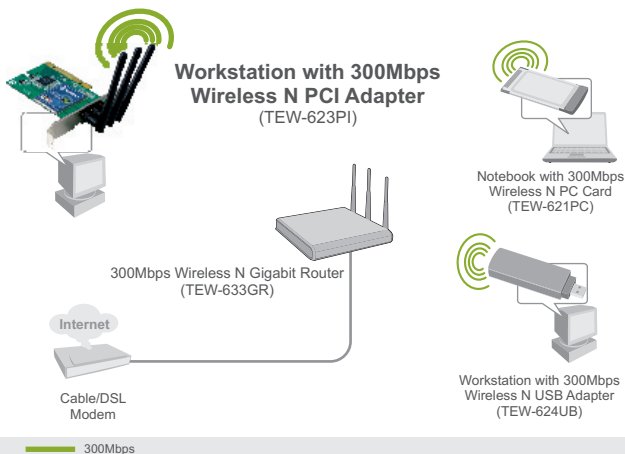 Workstation with 300Mbps
Wireless N PCI Adapter
(TEW-623PI)
Notebook with 300Mbps
Wireless N PC Card
(TEW-621PC)
300Mbps Wireless N Gigabit Router
(TEW-633GR)
Internet
Cable/DSL
Modem
Workstation with 300Mbps
Wireless N USB Adapter
(TEW-624UB)
300Mbps